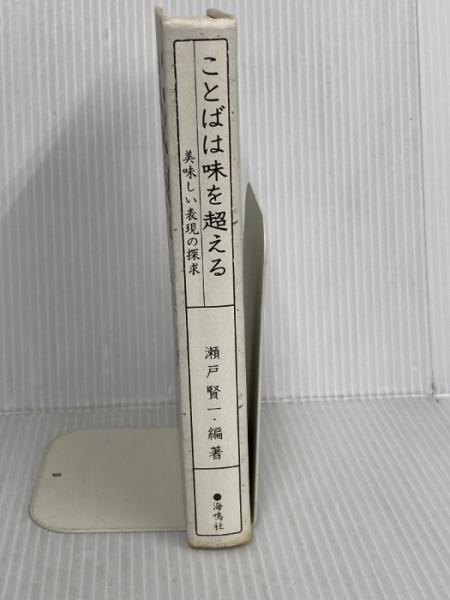 ことばは味を超える
美味しい表現の探求
瀬戸賢一・編著
●海鳴社